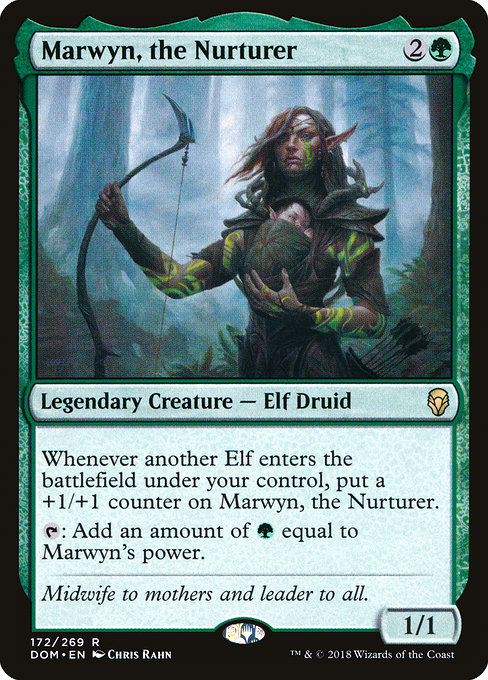 Marwyn, the Nurturer 2
Legendary Creature — Elf Druid
Whenever another Elf enters the
battlefield under your control, put a
+1/+1 counter on Marwyn, the Nurturer.
: Add an amount of equal to
Marwyn's power.
Midwife to mothers and leader to all.
1/1
172/269 R
DOM • EN Chris Rahn
™ & © 2018 Wizards of the Coast